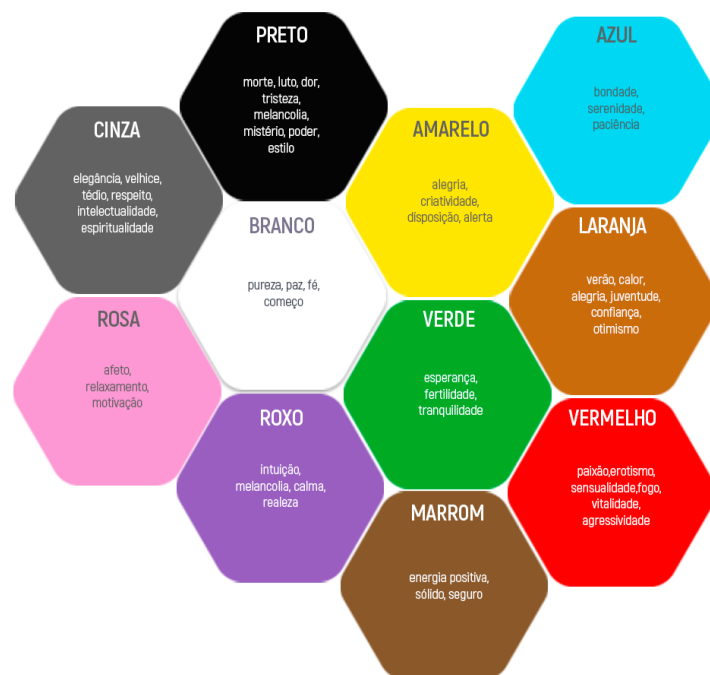 PRETO
morte, luto, dor,
tristeza,
melancolia,
mistério, poder,
estilo
AZUL
bondade,
serenidade,
paciência
CINZA
elegância, velhice,
tédio, respeito,
intelectualidade,
espiritualidade
AMARELO
alegria,
criatividade,
disposição, alerta
BRANCO
pureza, paz, fé,
começo
LARANJA
verão, calor,
alegria, juventude,
confiança,
otimismo
ROSA
afeto,
relaxamento,
motivação
VERDE
esperança,
fertilidade,
tranquilidade
ROXO
intuição,
melancolia, calma,
realeza
VERMELHO
paixão,erotismo,
sensualidade,fogo,
vitalidade,
agressividade
MARROM
energia positiva,
sólido, seguro